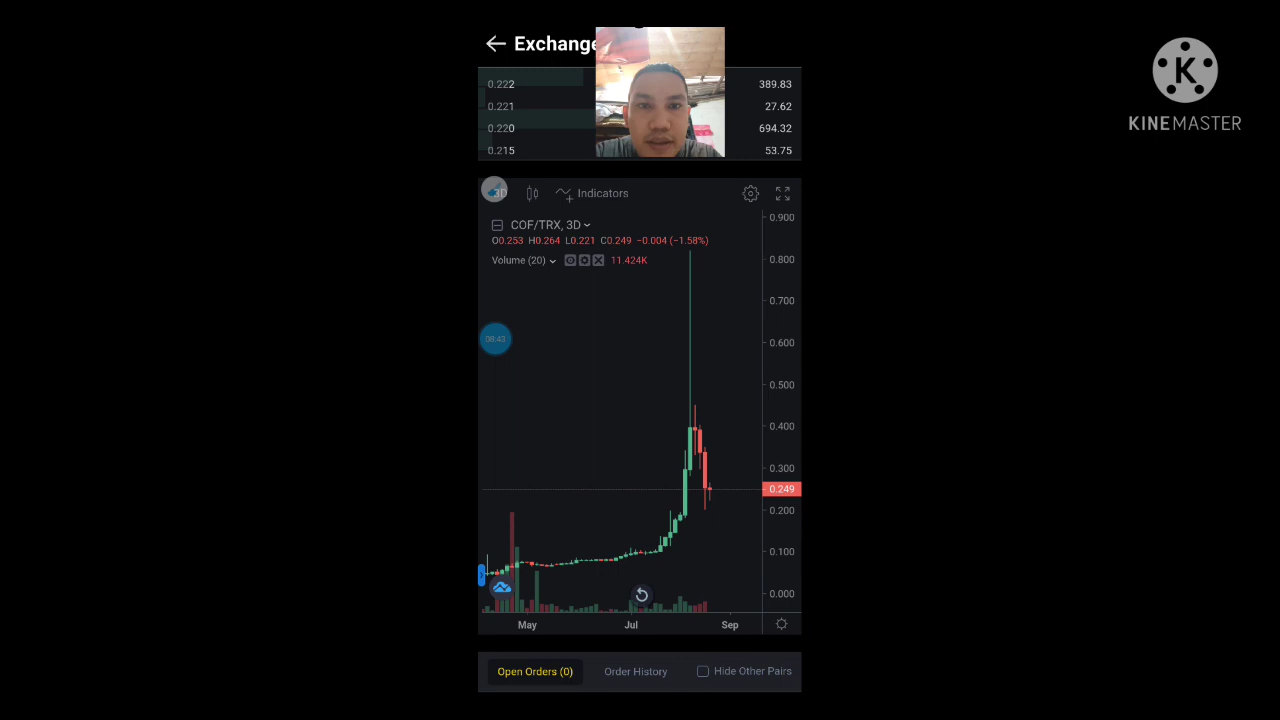 Exchange
0.222 389.83
0.221 27.62
0.220 694.32
0.215 53.75
3D Indicators
COF/TRX, 3D
O0.253 H0.264 L0.221 C0.249 −0.004 (−1.58%)
Volume (20) 11.424K
0.900
0.800
0.700
0.600
0.500
0.400
0.300
0.249
0.200
0.100
0.000
08:43
May Jul Sep
Open Orders (0) Order History Hide Other Pairs
K
KINEMASTER